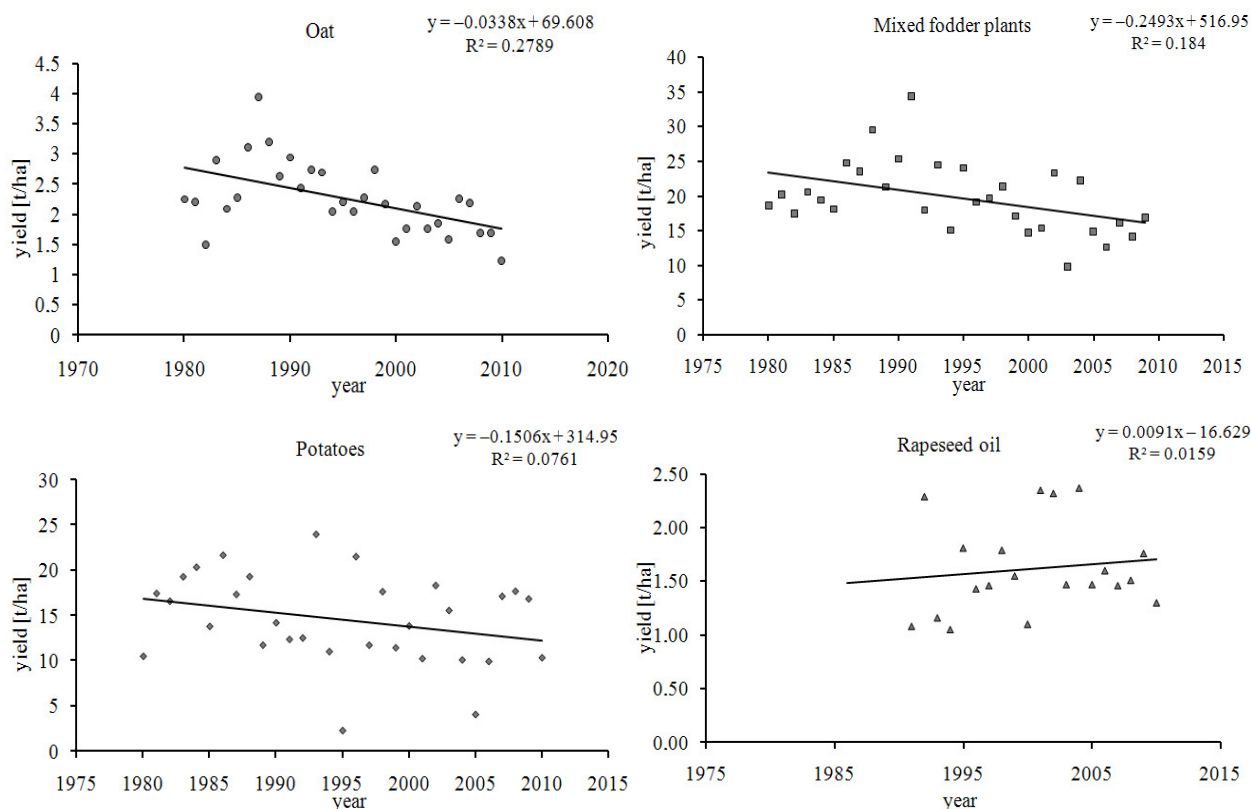 Oat
y = –0.0338x + 69.608
R² = 0.2789
yield [t/ha]
4.5
4
3.5
3
2.5
2
1.5
1
0.5
0
1970 1980 1990 2000 2010 2020
year
Mixed fodder plants
y = –0.2493x + 516.95
R² = 0.184
yield [t/ha]
40
35
30
25
20
15
10
5
0
1975 1980 1985 1990 1995 2000 2005 2010 2015
year
Potatoes
y = –0.1506x + 314.95
R² = 0.0761
yield [t/ha]
30
25
20
15
10
5
0
1975 1980 1985 1990 1995 2000 2005 2010 2015
year
Rapeseed oil
y = 0.0091x – 16.629
R² = 0.0159
yield [t/ha]
2.50
2.00
1.50
1.00
0.50
0.00
1975 1985 1995 2005 2015
year